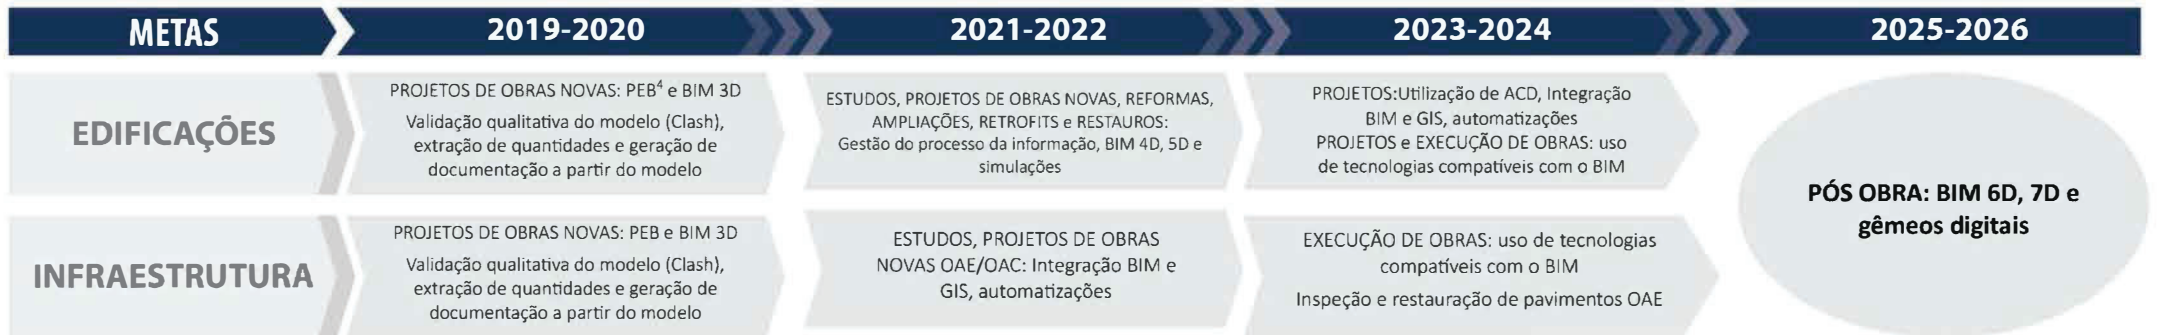 METAS
2019-2020
2021-2022
2023-2024
2025-2026
EDIFICAÇÕES
PROJETOS DE OBRAS NOVAS: PEB⁴ e BIM 3D
Validação qualitativa do modelo (Clash),
extração de quantidades e geração de
documentação a partir do modelo
ESTUDOS, PROJETOS DE OBRAS NOVAS, REFORMAS,
AMPLIAÇÕES, RETROFITS e RESTAUROS:
Gestão do processo da informação, BIM 4D, 5D e
simulações
PROJETOS:Utilização de ACD, Integração
BIM e GIS, automatizações
PROJETOS e EXECUÇÃO DE OBRAS: uso
de tecnologias compatíveis com o BIM
INFRAESTRUTURA
PROJETOS DE OBRAS NOVAS: PEB e BIM 3D
Validação qualitativa do modelo (Clash),
extração de quantidades e geração de
documentação a partir do modelo
ESTUDOS, PROJETOS DE OBRAS
NOVAS OAE/OAC: Integração BIM e
GIS, automatizações
EXECUÇÃO DE OBRAS: uso de tecnologias
compatíveis com o BIM
Inspeção e restauração de pavimentos OAE
PÓS OBRA: BIM 6D, 7D e
gêmeos digitais